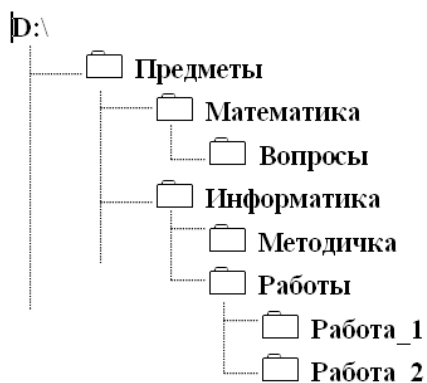 D:\
Предметы
Математика
Вопросы
Информатика
Методичка
Работы
Работа_1
Работа_2